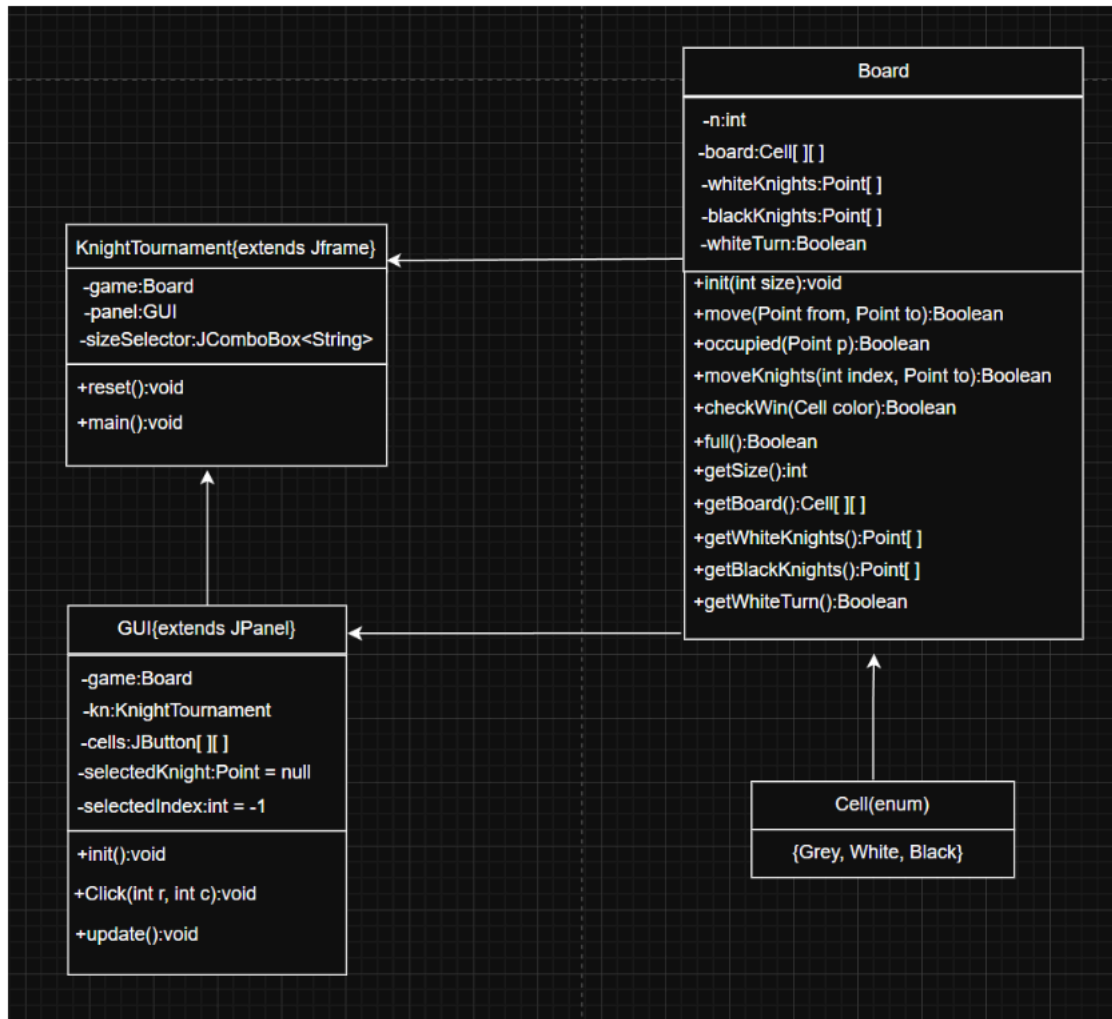 Board
-n:int
-board:Cell[ ][ ]
-whiteKnights:Point[ ]
-blackKnights:Point[ ]
-whiteTurn:Boolean
+init(int size):void
+move(Point from, Point to):Boolean
+occupied(Point p):Boolean
+moveKnights(int index, Point to):Boolean
+checkWin(Cell color):Boolean
+full():Boolean
+getSize():int
+getBoard():Cell[ ][ ]
+getWhiteKnights():Point[ ]
+getBlackKnights():Point[ ]
+getWhiteTurn():Boolean
KnightTournament{extends Jframe}
-game:Board
-panel:GUI
-sizeSelector:JComboBox<String>
+reset():void
+main():void
GUI{extends JPanel}
-game:Board
-kn:KnightTournament
-cells:JButton[ ][ ]
-selectedKnight:Point = null
-selectedIndex:int = -1
+init():void
+Click(int r, int c):void
+update():void
Cell(enum)
{Grey, White, Black}